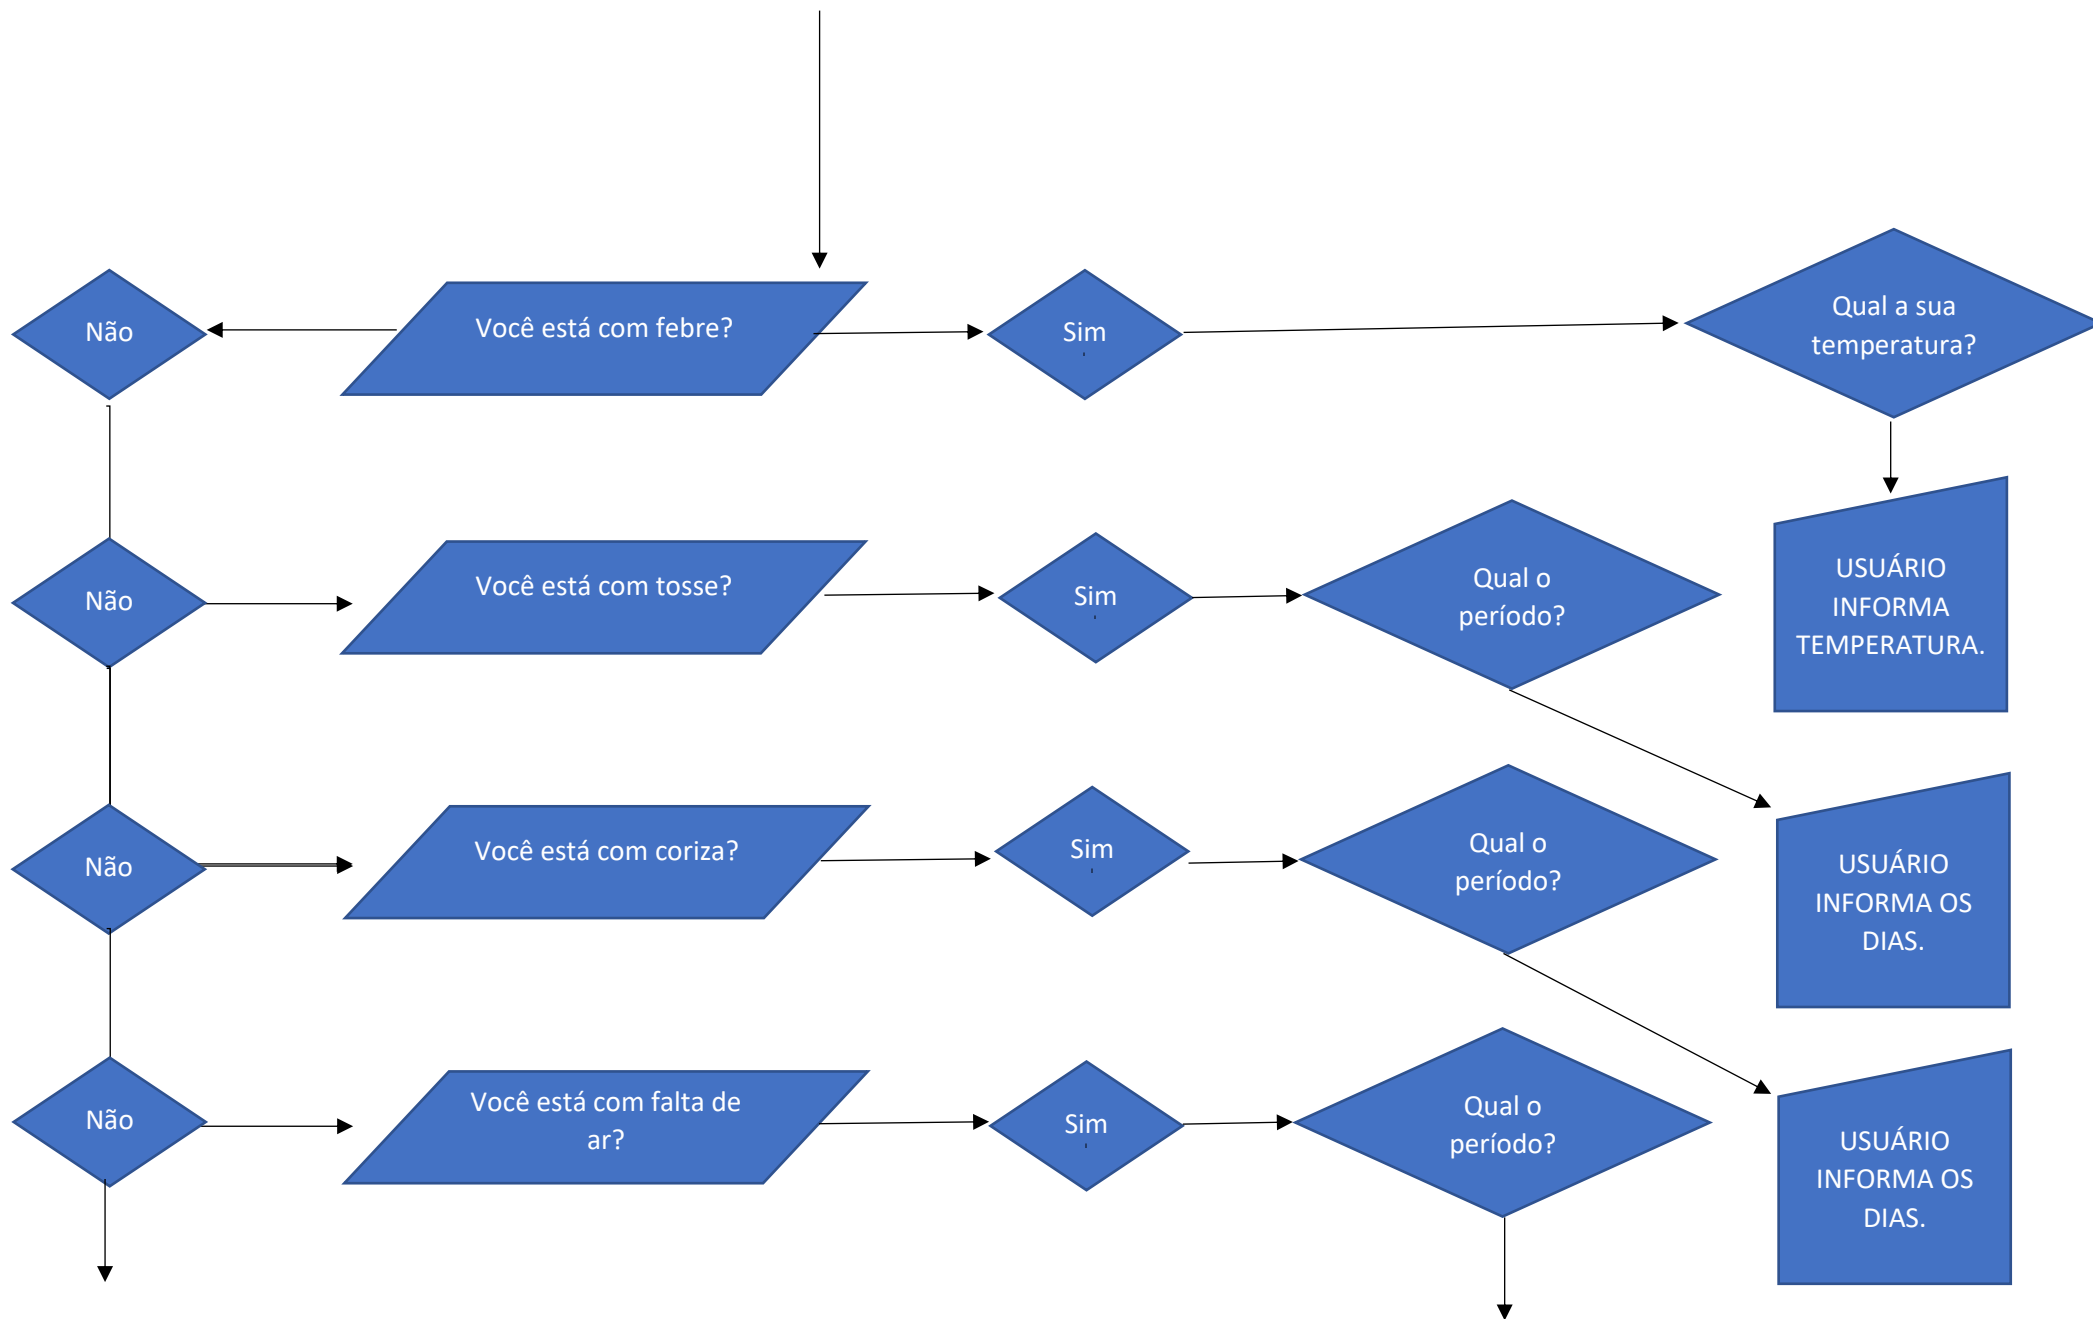 Não
Você está com febre?
Sim
Qual a sua
temperatura?
Não
Você está com tosse?
Sim
Qual o
período?
USUÁRIO
INFORMA
TEMPERATURA.
Não
Você está com coriza?
Sim
Qual o
período?
USUÁRIO
INFORMA OS
DIAS.
Não
Você está com falta de
ar?
Sim
Qual o
período?
USUÁRIO
INFORMA OS
DIAS.